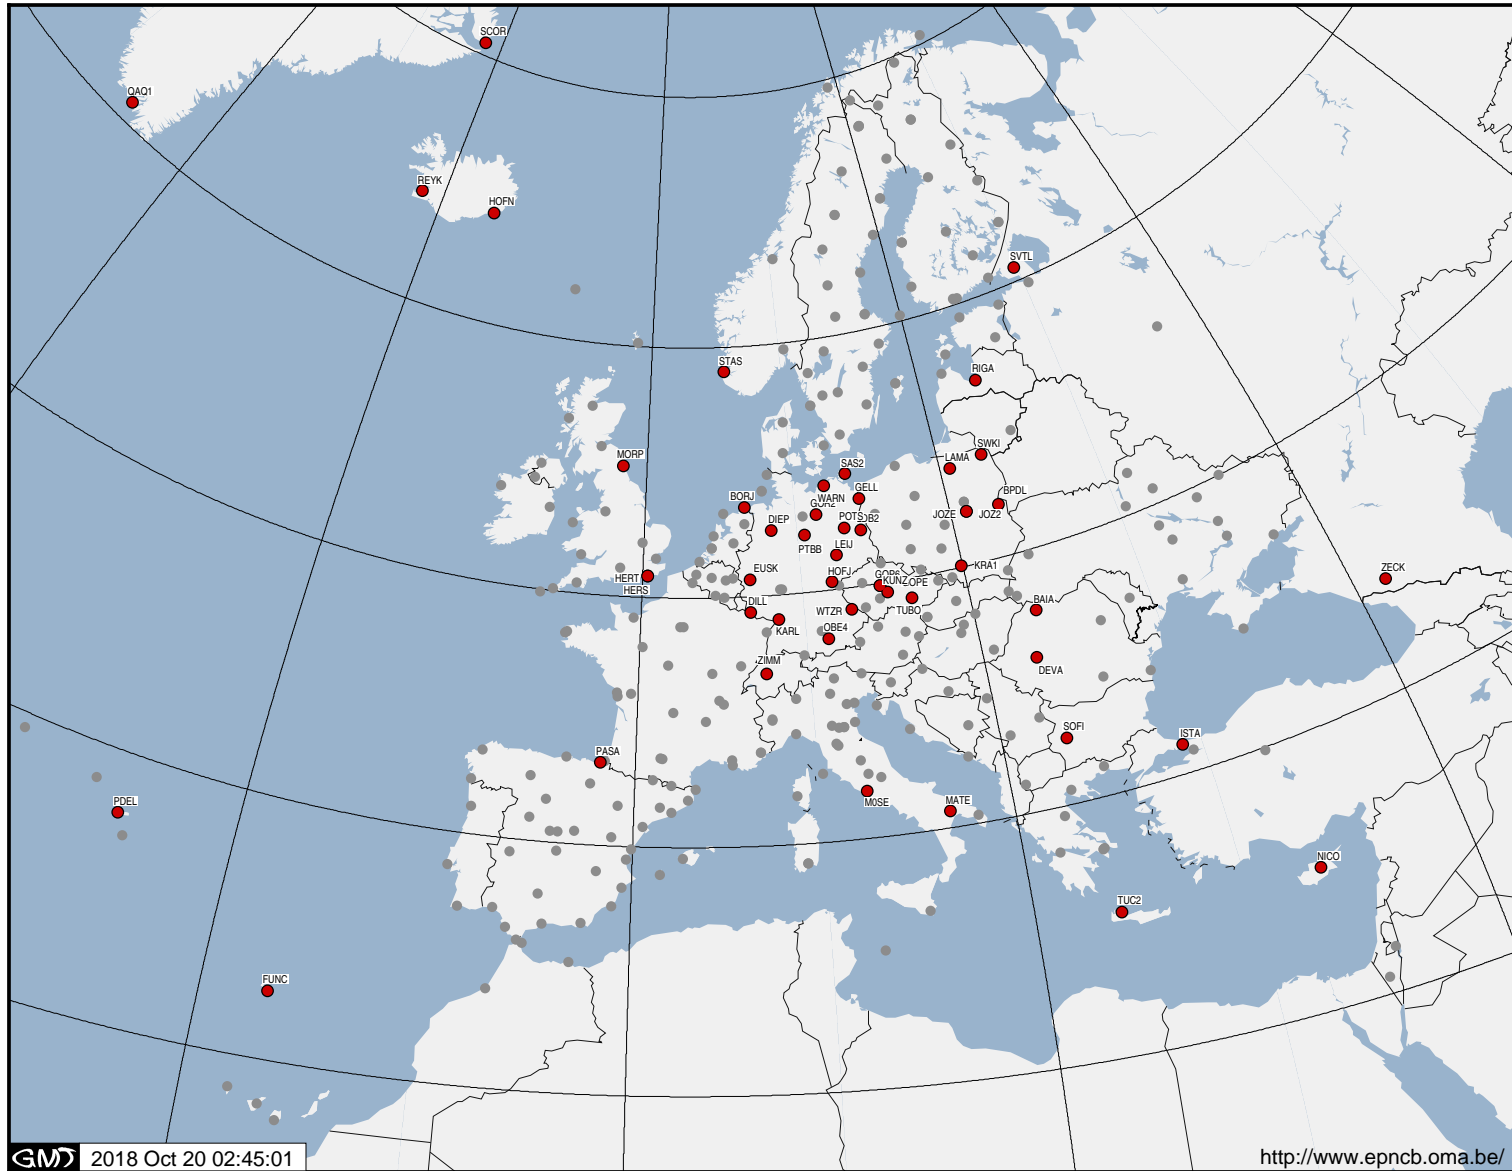 SCOR
QAQ1
REYK
HOFN
SVTL
STAS
RIGA
MORP
SWKI
LAMA
SAS2
BORJ
WARN
GELL
BPDL
DIEP
POTS
JOZE
JOZ2
PTBB
LEIJ
HERT
HERS
EUSK
HOFJ
KUNZ
KRA1
ZECK
DILL
WTZR
TUBO
BAIA
KARL
OBE4
ZIMM
DEVA
PASA
SOFI
ISTA
PDEL
M0SE
MATE
NICO
TUC2
FUNC
GMT 2018 Oct 20 02:45:01
http://www.epncb.oma.be/